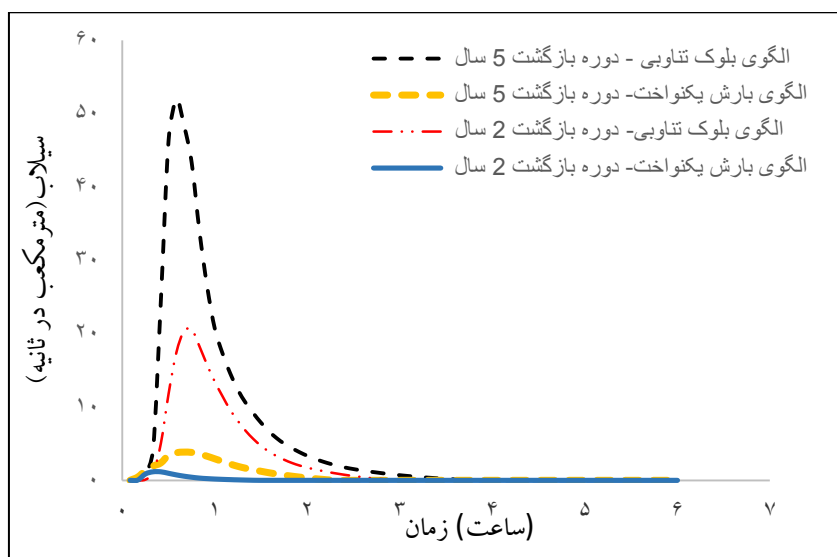 ۶۰
۵۰
۴۰
۳۰
۲۰
۱۰
۰
سیلاب(متر مکعب در ثانیه)
الگوی بلوک تناوبی - دوره بازگشت 5 سال
الگوی بارش یکنواخت- دوره بازگشت 5 سال
الگوی بلوک تناوبی- دوره بازگشت 2 سال
الگوی بارش یکنواخت- دوره بازگشت 2 سال
۰ ۱ ۲ ۳ ۴ ۵ ۶ ۷
زمان (ساعت)